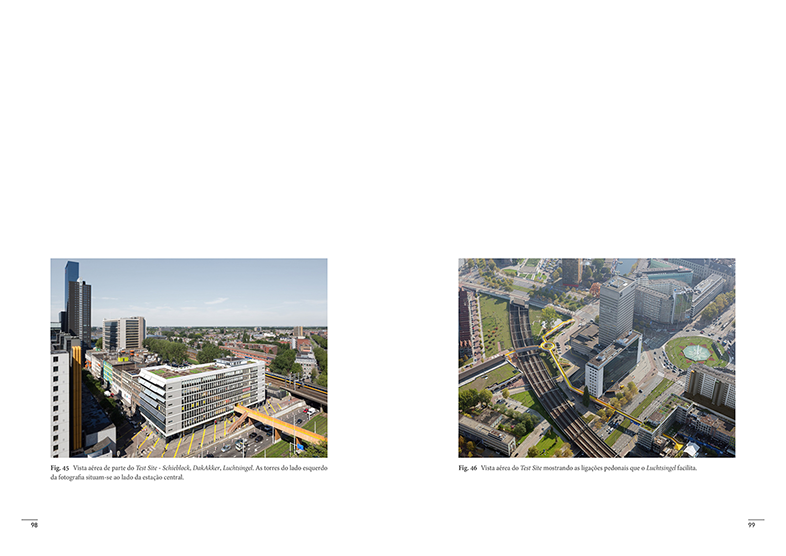 Fig. 45 Vista aérea de parte do Test Site - Schieblock, DakAkker, Luchtsingel. As torres do lado esquerdo
da fotografia situam-se ao lado da estação central.
98
Fig. 46 Vista aérea do Test Site mostrando as ligações pedonais que o Luchtsingel facilita.
99